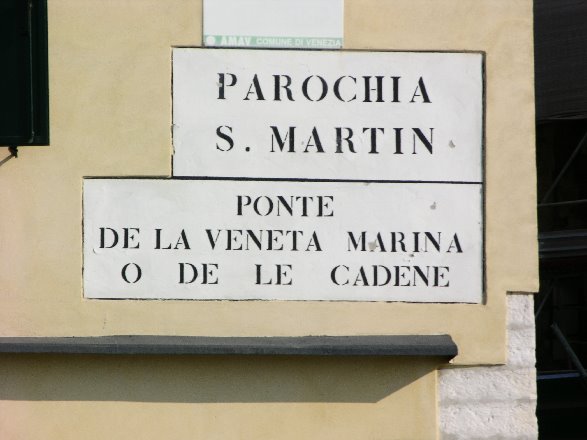 AMAV COMUNE DI VENEZIA
PAROCHIA
S. MARTIN
PONTE
DE LA VENETA MARINA
O DE LE CADENE